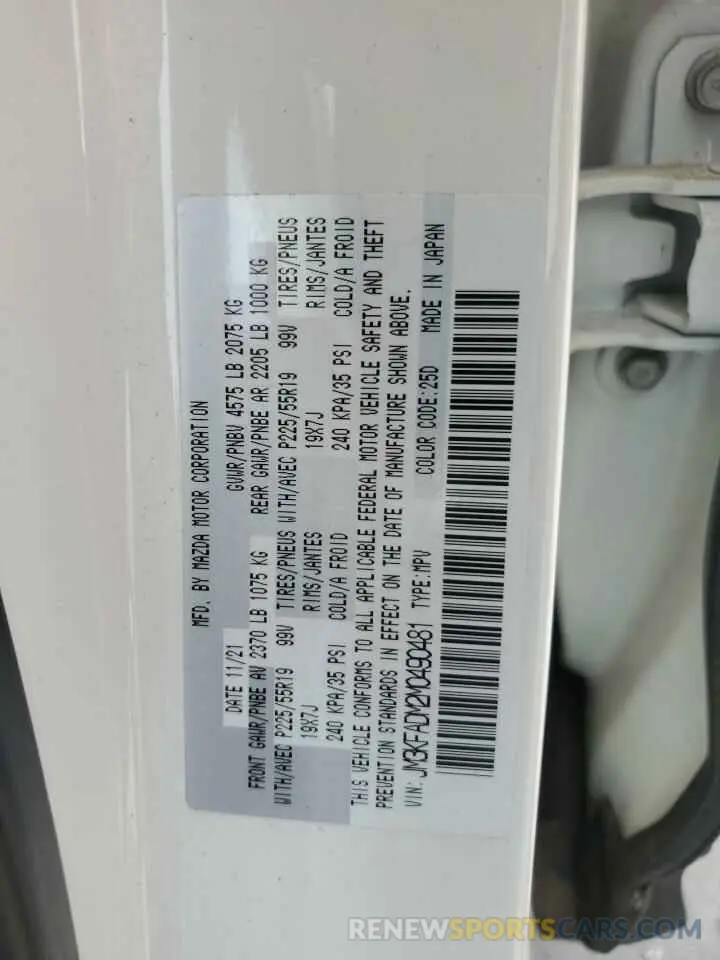 MFD. BY MAZDA MOTOR CORPORATION
DATE 11/21 GVWR/PNBV 4575 LB 2075 KG
FRONT GAWR/PNBE AV 2370 LB 1075 KG REAR GAWR/PNBE AR 2205 LB 1000 KG
WITH/AVEC P225/55R19 99V TIRES/PNEUS WITH/AVEC P225/55R19 99V TIRES/PNEUS
19X7J RIMS/JANTES 19X7J RIMS/JANTES
240 KPA/35 PSI COLD/A FROID 240 KPA/35 PSI COLD/A FROID
THIS VEHICLE CONFORMS TO ALL APPLICABLE FEDERAL MOTOR VEHICLE SAFETY AND THEFT
PREVENTION STANDARDS IN EFFECT ON THE DATE OF MANUFACTURE SHOWN ABOVE.
VIN: JM3KFADM2M0490481 TYPE:MPV COLOR CODE:25D MADE IN JAPAN
RENEWSPORTSCARS.COM